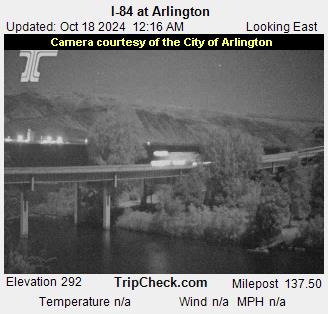 I-84 at Arlington
Updated: Oct 18 2024 12:16 AM Looking East
Camera courtesy of the City of Arlington
Elevation 292 TripCheck.com Milepost 137.50
Temperature n/a Wind n/a MPH n/a